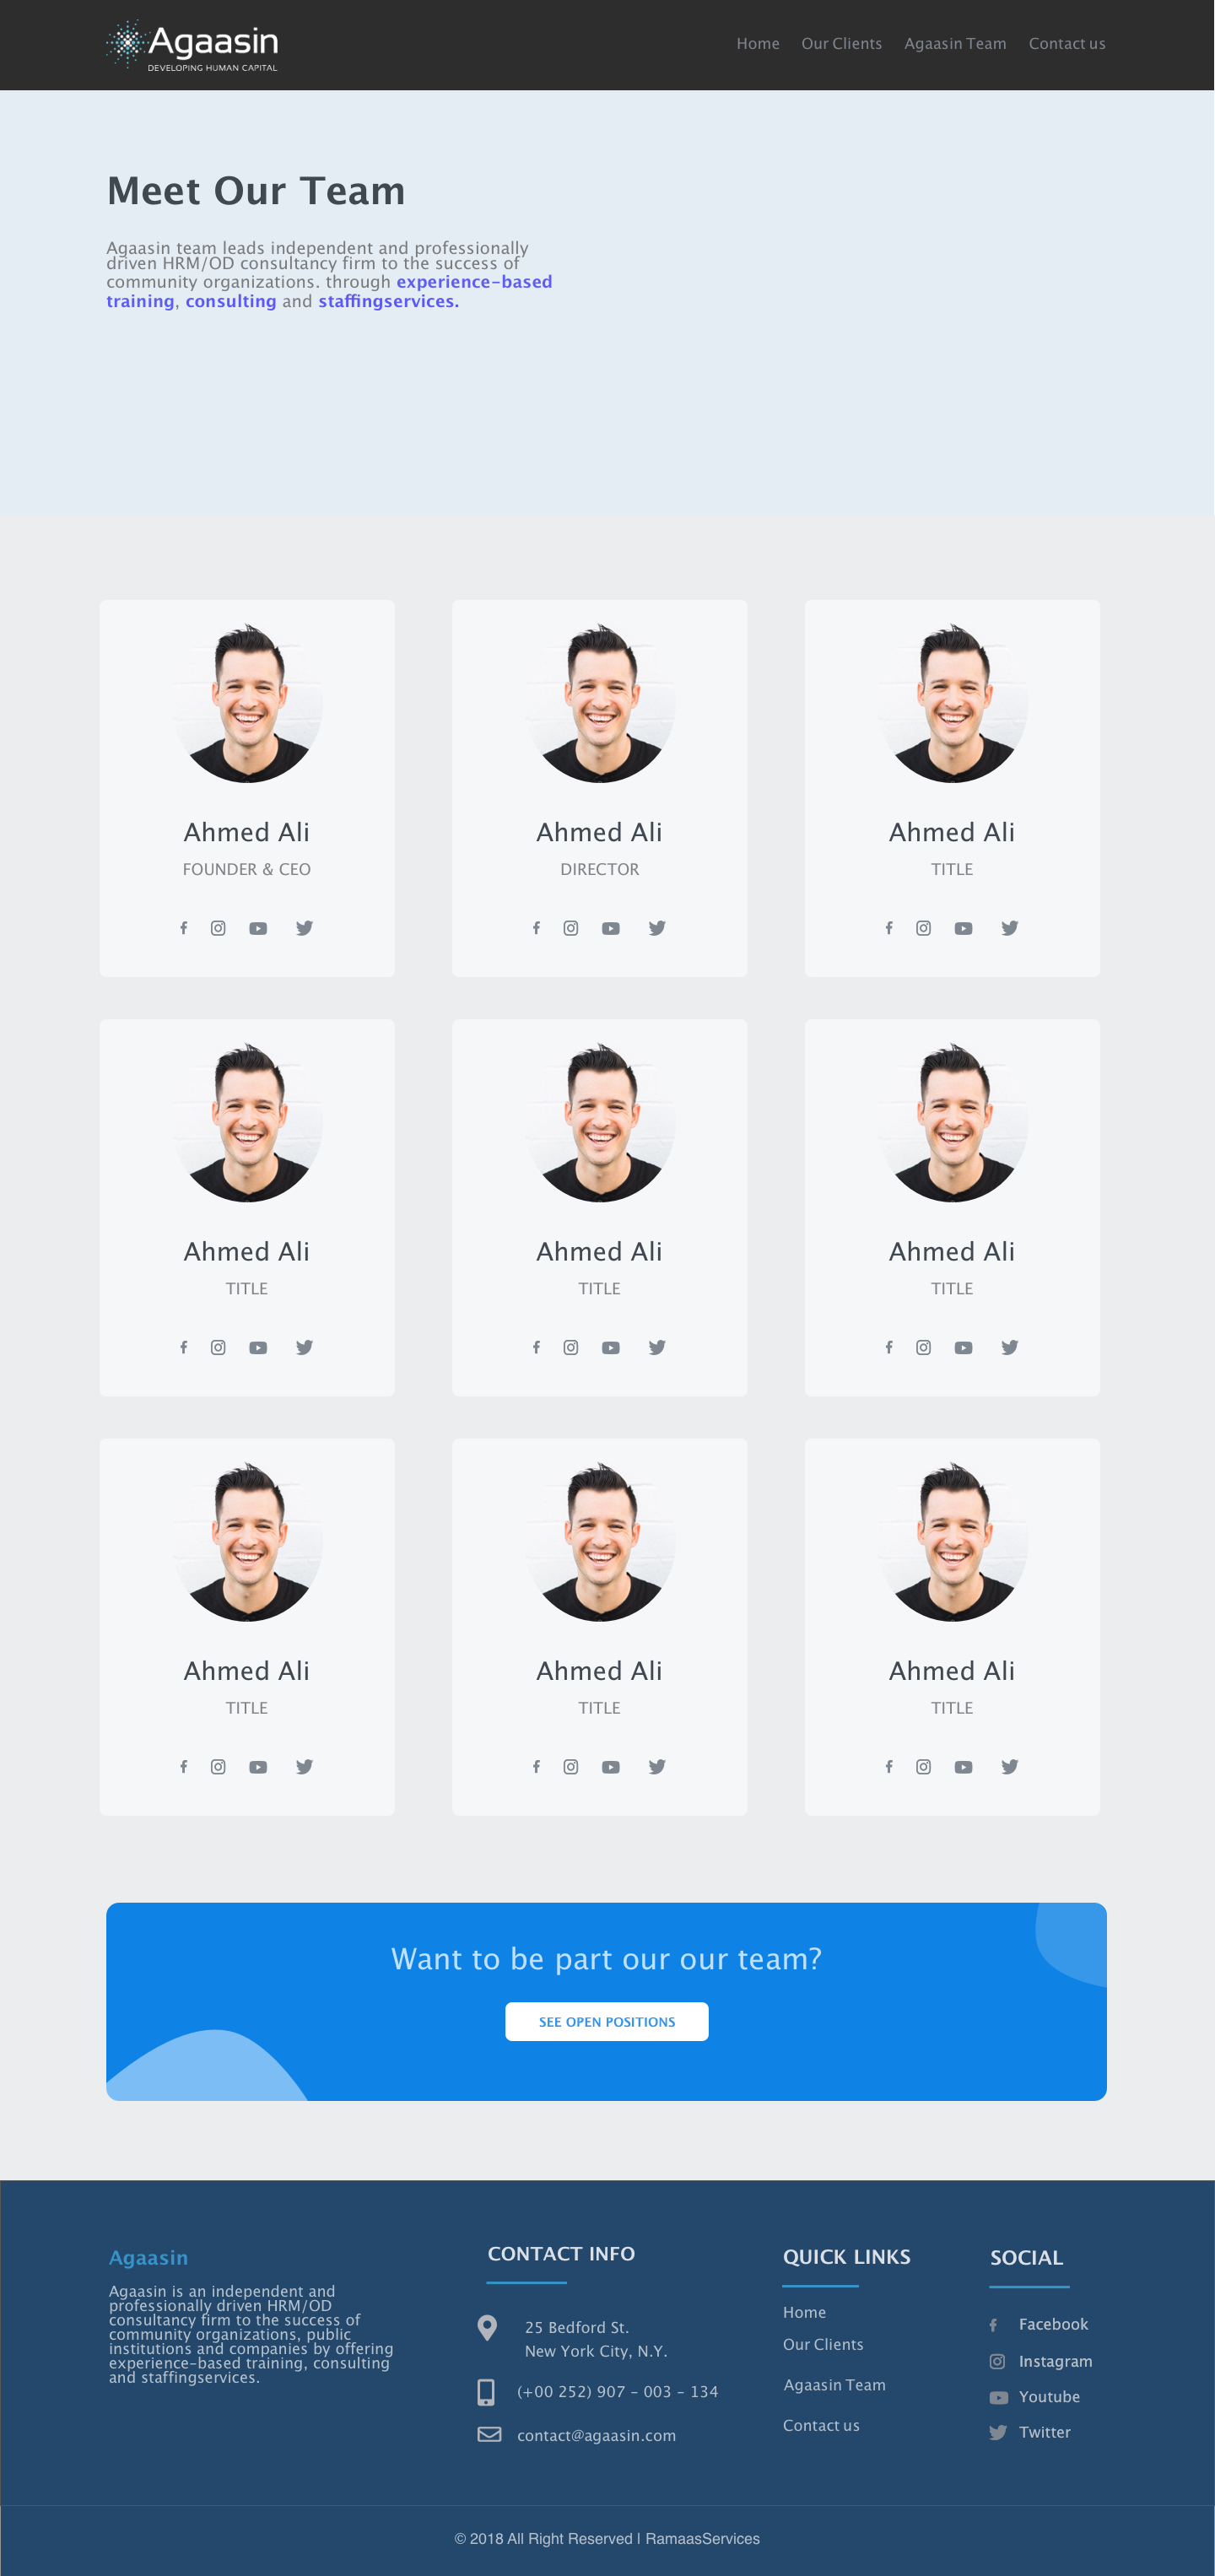 Agaasin
DEVELOPING HUMAN CAPITAL
Home Our Clients Agaasin Team Contact us
Meet Our Team
Agaasin team leads independent and professionally
driven HRM/OD consultancy firm to the success of
community organizations. through experience-based
training, consulting and staffingservices.
Ahmed Ali
FOUNDER & CEO
Ahmed Ali
DIRECTOR
Ahmed Ali
TITLE
Ahmed Ali
TITLE
Ahmed Ali
TITLE
Ahmed Ali
TITLE
Ahmed Ali
TITLE
Ahmed Ali
TITLE
Ahmed Ali
TITLE
Want to be part our our team?
SEE OPEN POSITIONS
Agaasin
Agaasin is an independent and
professionally driven HRM/OD
consultancy firm to the success of
community organizations, public
institutions and companies by offering
experience-based training, consulting
and staffingservices.
CONTACT INFO
25 Bedford St.
New York City, N.Y.
(+00 252) 907 - 003 - 134
contact@agaasin.com
QUICK LINKS
Home
Our Clients
Agaasin Team
Contact us
SOCIAL
Facebook
Instagram
Youtube
Twitter
© 2018 All Right Reserved | RamaasServices